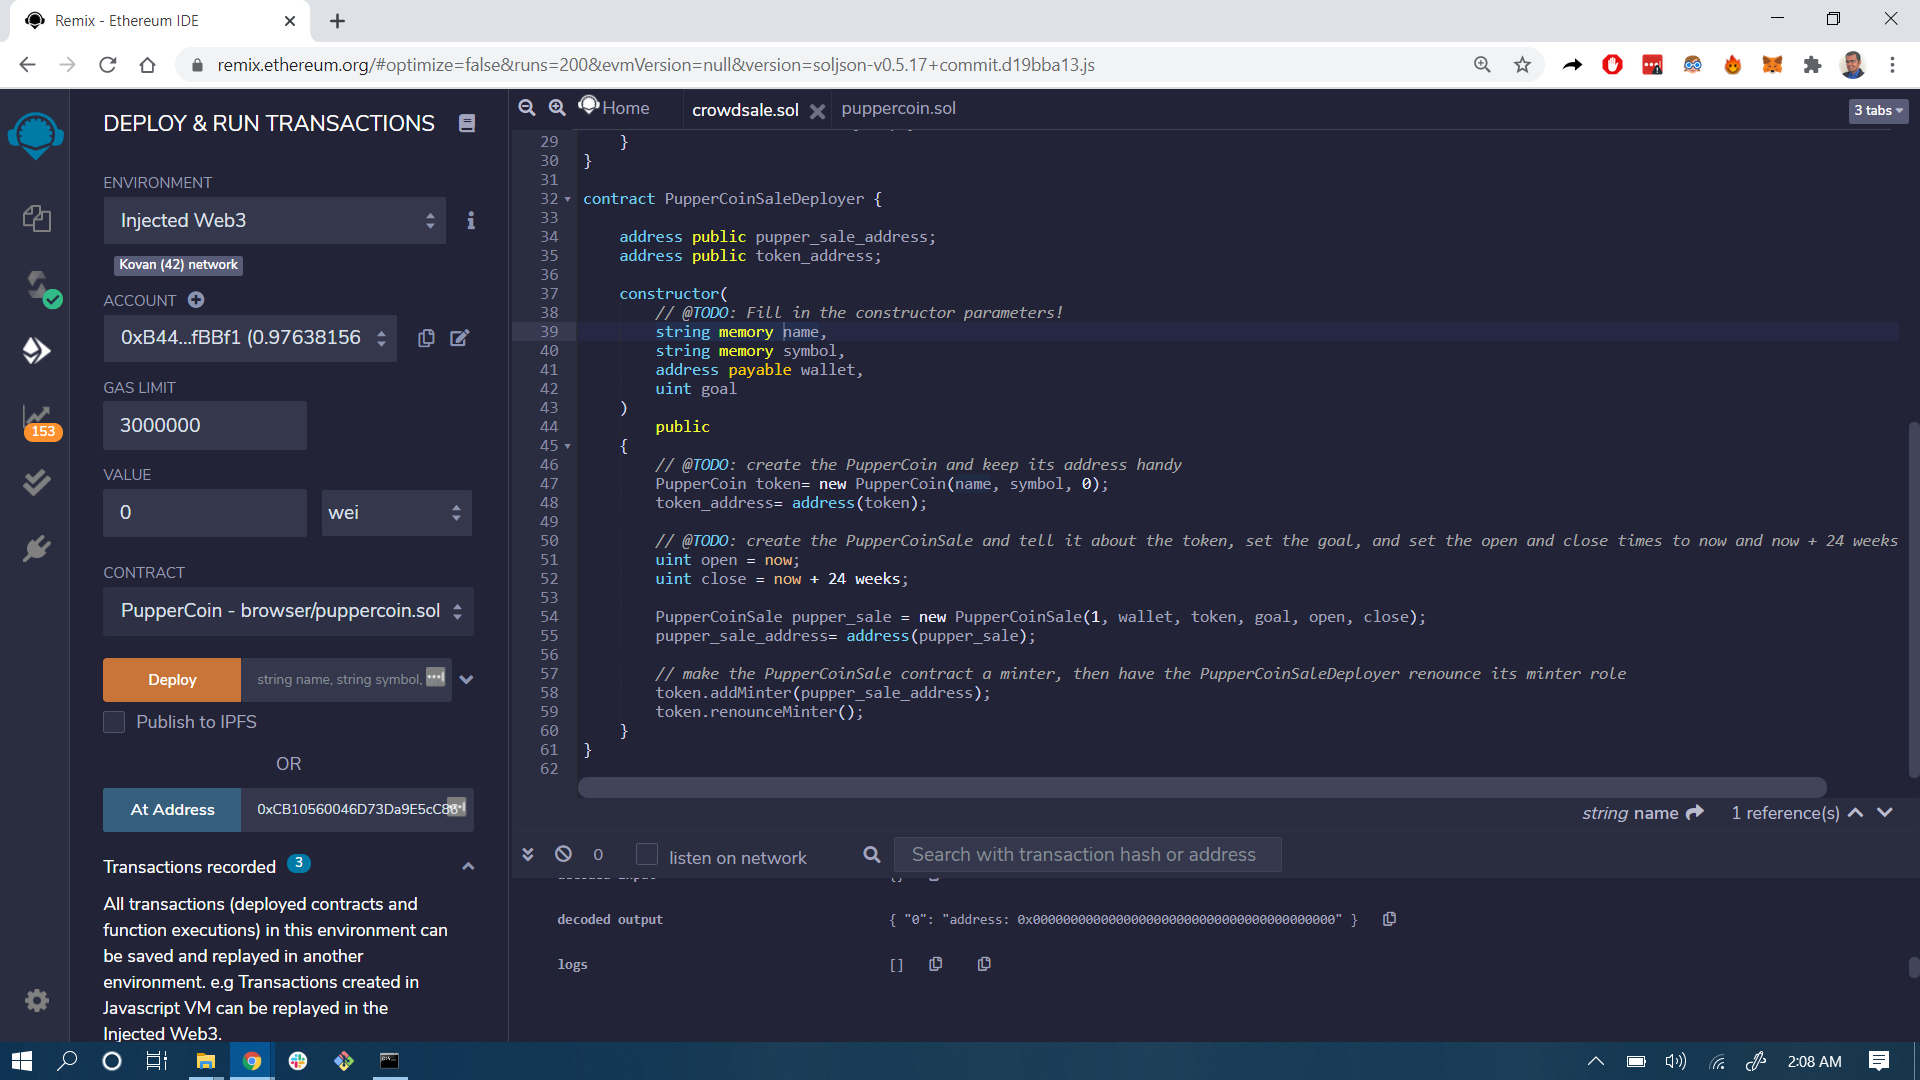 Remix - Ethereum IDE
remix.ethereum.org/#optimize=false&runs=200&evmVersion=null&version=soljson-v0.5.17+commit.d19bba13.js
DEPLOY & RUN TRANSACTIONS
ENVIRONMENT
Injected Web3
Kovan (42) network
ACCOUNT
0xB44...fBBf1 (0.97638156
GAS LIMIT
3000000
VALUE
0
wei
CONTRACT
PupperCoin - browser/puppercoin.sol
Deploy
string name, string symbol,
Publish to IPFS
OR
At Address
0xCB10560046D73Da9E5cC8
Transactions recorded 3
All transactions (deployed contracts and
function executions) in this environment can
be saved and replayed in another
environment. e.g Transactions created in
Javascript VM can be replayed in the
Injected Web3.
153
Home
crowdsale.sol
puppercoin.sol
3 tabs
29 }
30 }
31
32 contract PupperCoinSaleDeployer {
33
34 address public pupper_sale_address;
35 address public token_address;
36
37 constructor(
38 // @TODO: Fill in the constructor parameters!
39 string memory name,
40 string memory symbol,
41 address payable wallet,
42 uint goal
43 )
44 public
45 {
46 // @TODO: create the PupperCoin and keep its address handy
47 PupperCoin token= new PupperCoin(name, symbol, 0);
48 token_address= address(token);
49
50 // @TODO: create the PupperCoinSale and tell it about the token, set the goal, and set the open and close times to now and now + 24 weeks
51 uint open = now;
52 uint close = now + 24 weeks;
53
54 PupperCoinSale pupper_sale = new PupperCoinSale(1, wallet, token, goal, open, close);
55 pupper_sale_address= address(pupper_sale);
56
57 // make the PupperCoinSale contract a minter, then have the PupperCoinSaleDeployer renounce its minter role
58 token.addMinter(pupper_sale_address);
59 token.renounceMinter();
60 }
61 }
62
string name
1 reference(s)
0
listen on network
Search with transaction hash or address
decoded output
{ "0": "address: 0x0000000000000000000000000000000000000000" }
logs
[]
2:08 AM